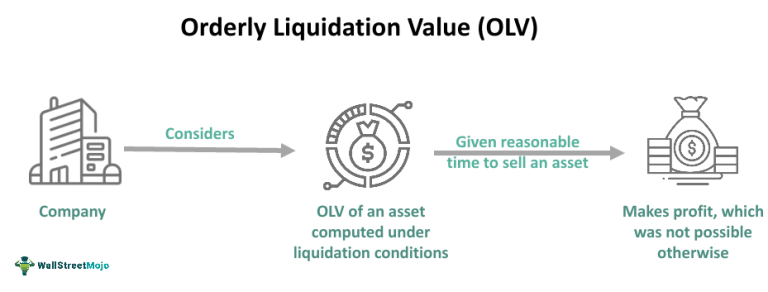 Orderly Liquidation Value (OLV)
Considers
Given reasonable
time to sell an asset
$
$
Company
OLV of an asset
computed under
liquidation conditions
Makes profit, which
was not possible
otherwise
WallStreetMojo